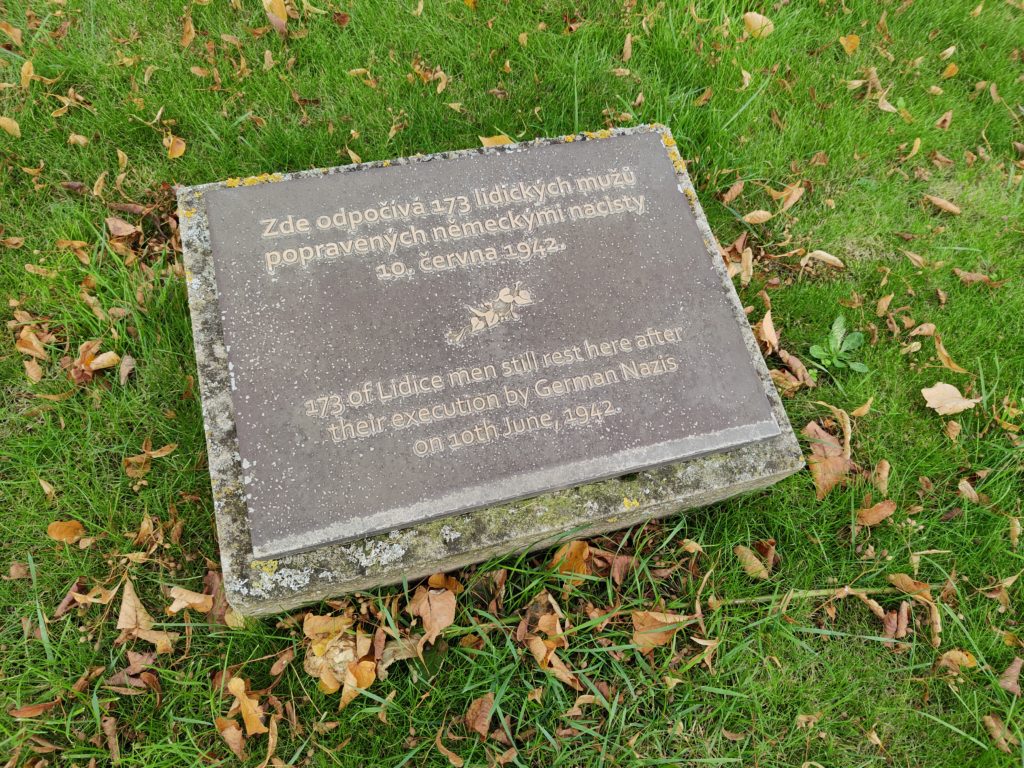 Zde odpočívá 173 lidických mužů
popravených německými nacisty
10. června 1942.
173 of Lidice men still rest here after
their execution by German Nazis
on 10th June, 1942.